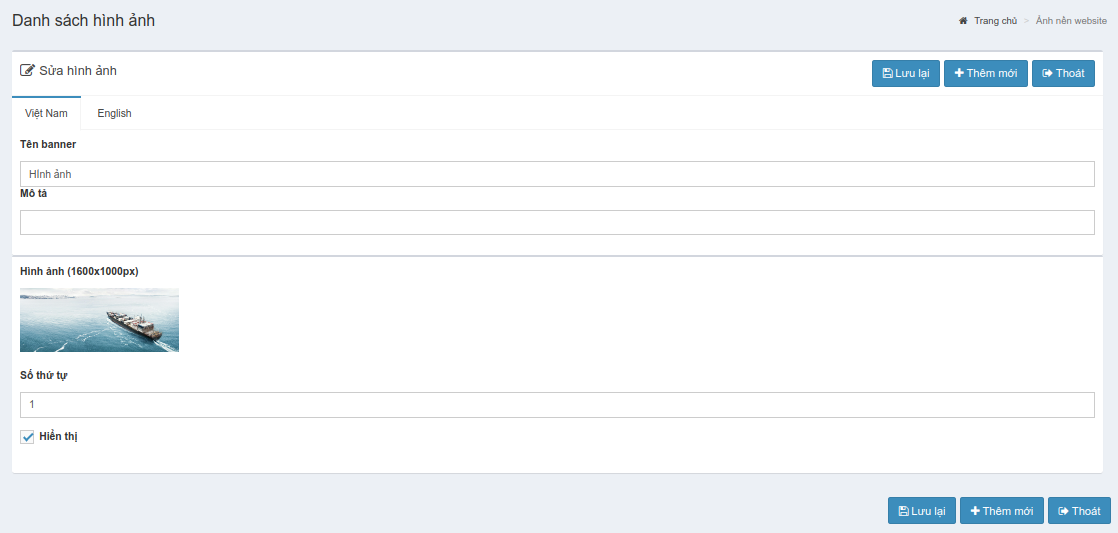 Danh sách hình ảnh
Trang chủ > Ảnh nền website
Sửa hình ảnh
Lưu lại Thêm mới Thoát
Việt Nam English
Tên banner
Hình ảnh
Mô tả
Hình ảnh (1600x1000px)
Số thứ tự
1
Hiển thị
Lưu lại Thêm mới Thoát